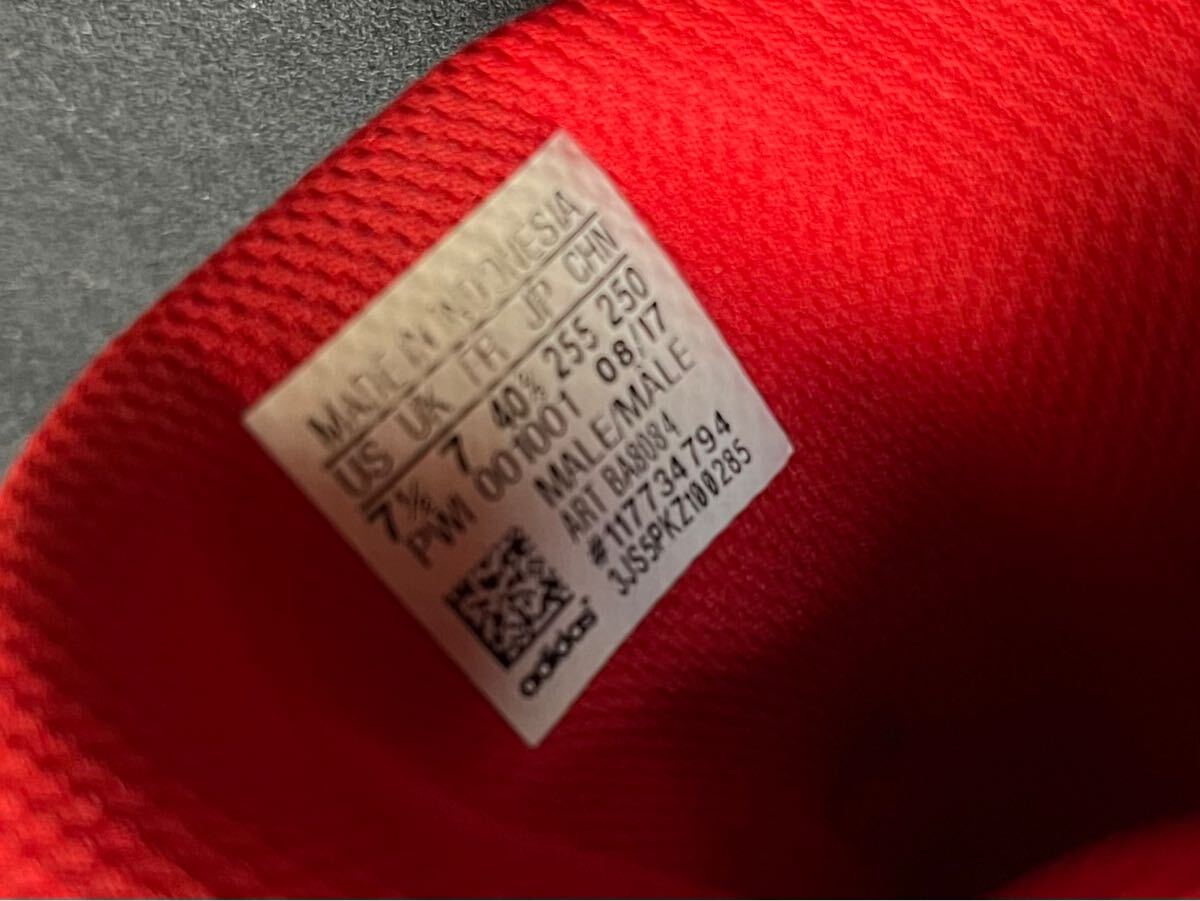 MADE IN INDONESIA
US UK FR JP CHN
7½ 7 40⅔ 255 250
PWI 001001 08/17
MALE/MÂLE
ART BA8084
#117734794
3JS5PKZ100285
adidas